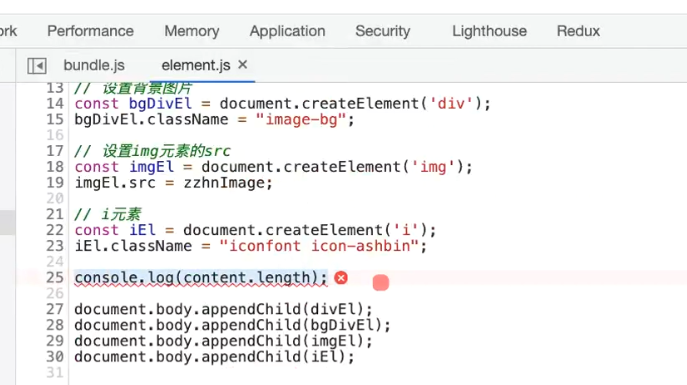 Performance Memory Application Security Lighthouse Redux
bundle.js element.js ×
13 // 设置背景图片
14 const bgDivEl = document.createElement('div');
15 bgDivEl.className = "image-bg";
16
17 // 设置img元素的src
18 const imgEl = document.createElement('img');
19 imgEl.src = zzhnImage;
20
21 // i元素
22 const iEl = document.createElement('i');
23 iEl.className = "iconfont icon-ashbin";
24
25 console.log(content.length);
26
27 document.body.appendChild(divEl);
28 document.body.appendChild(bgDivEl);
29 document.body.appendChild(imgEl);
30 document.body.appendChild(iEl);
31